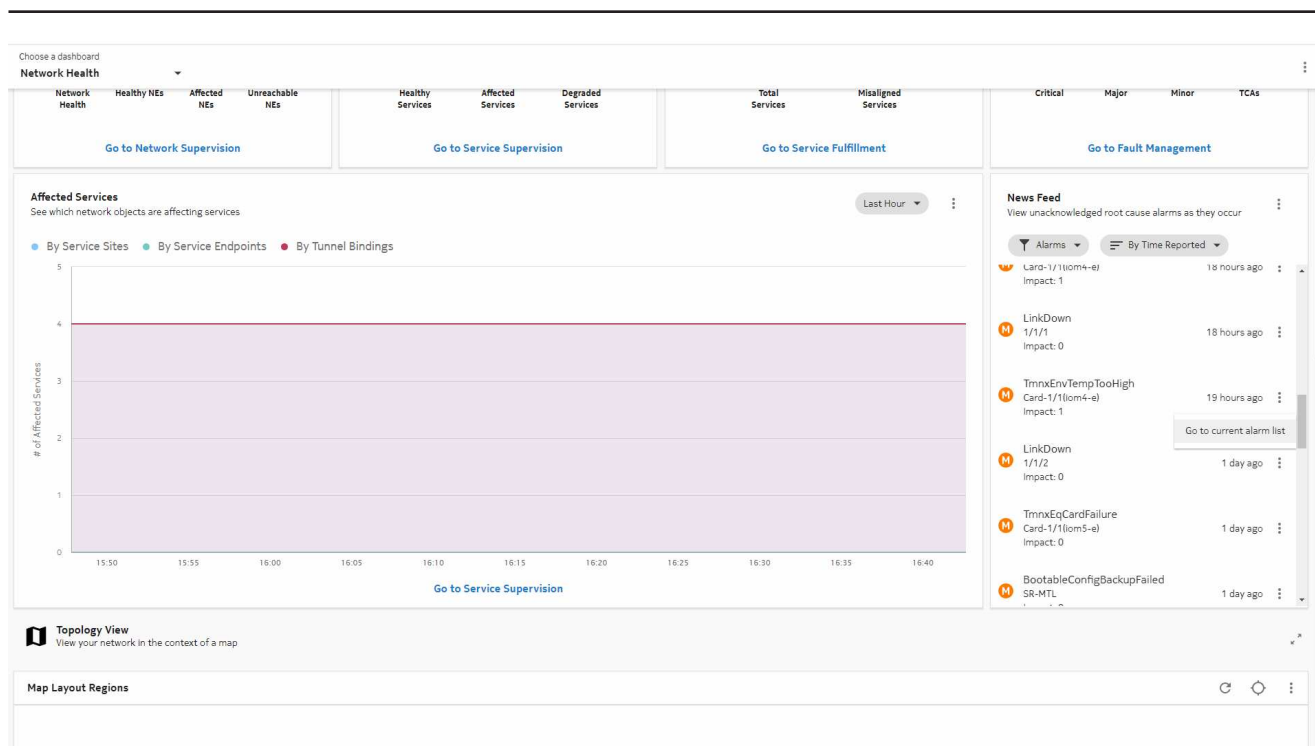 Choose a dashboard
Network Health
Network Health
Healthy NEs
Affected NEs
Unreachable NEs
Go to Network Supervision
Healthy Services
Affected Services
Degraded Services
Go to Service Supervision
Total Services
Misaligned Services
Go to Service Fulfillment
Critical
Major
Minor
TCAs
Go to Fault Management
Affected Services
See which network objects are affecting services
Last Hour
By Service Sites
By Service Endpoints
By Tunnel Bindings
# of Affected Services
5
4
3
2
1
0
15:50 15:55 16:00 16:05 16:10 16:15 16:20 16:25 16:30 16:35 16:40
Go to Service Supervision
News Feed
View unacknowledged root cause alarms as they occur
Alarms
By Time Reported
M
Card-1/1(iom4-e) 18 hours ago
Impact: 1
LinkDown
M 1/1/1 18 hours ago
Impact: 0
TmnxEnvTempTooHigh
M Card-1/1(iom4-e) 19 hours ago
Impact: 1
Go to current alarm list
LinkDown
M 1/1/2 1 day ago
Impact: 0
TmnxEqCardFailure
M Card-1/1(iom5-e) 1 day ago
Impact: 0
BootableConfigBackupFailed
M SR-MTL 1 day ago
Topology View
View your network in the context of a map
Map Layout Regions